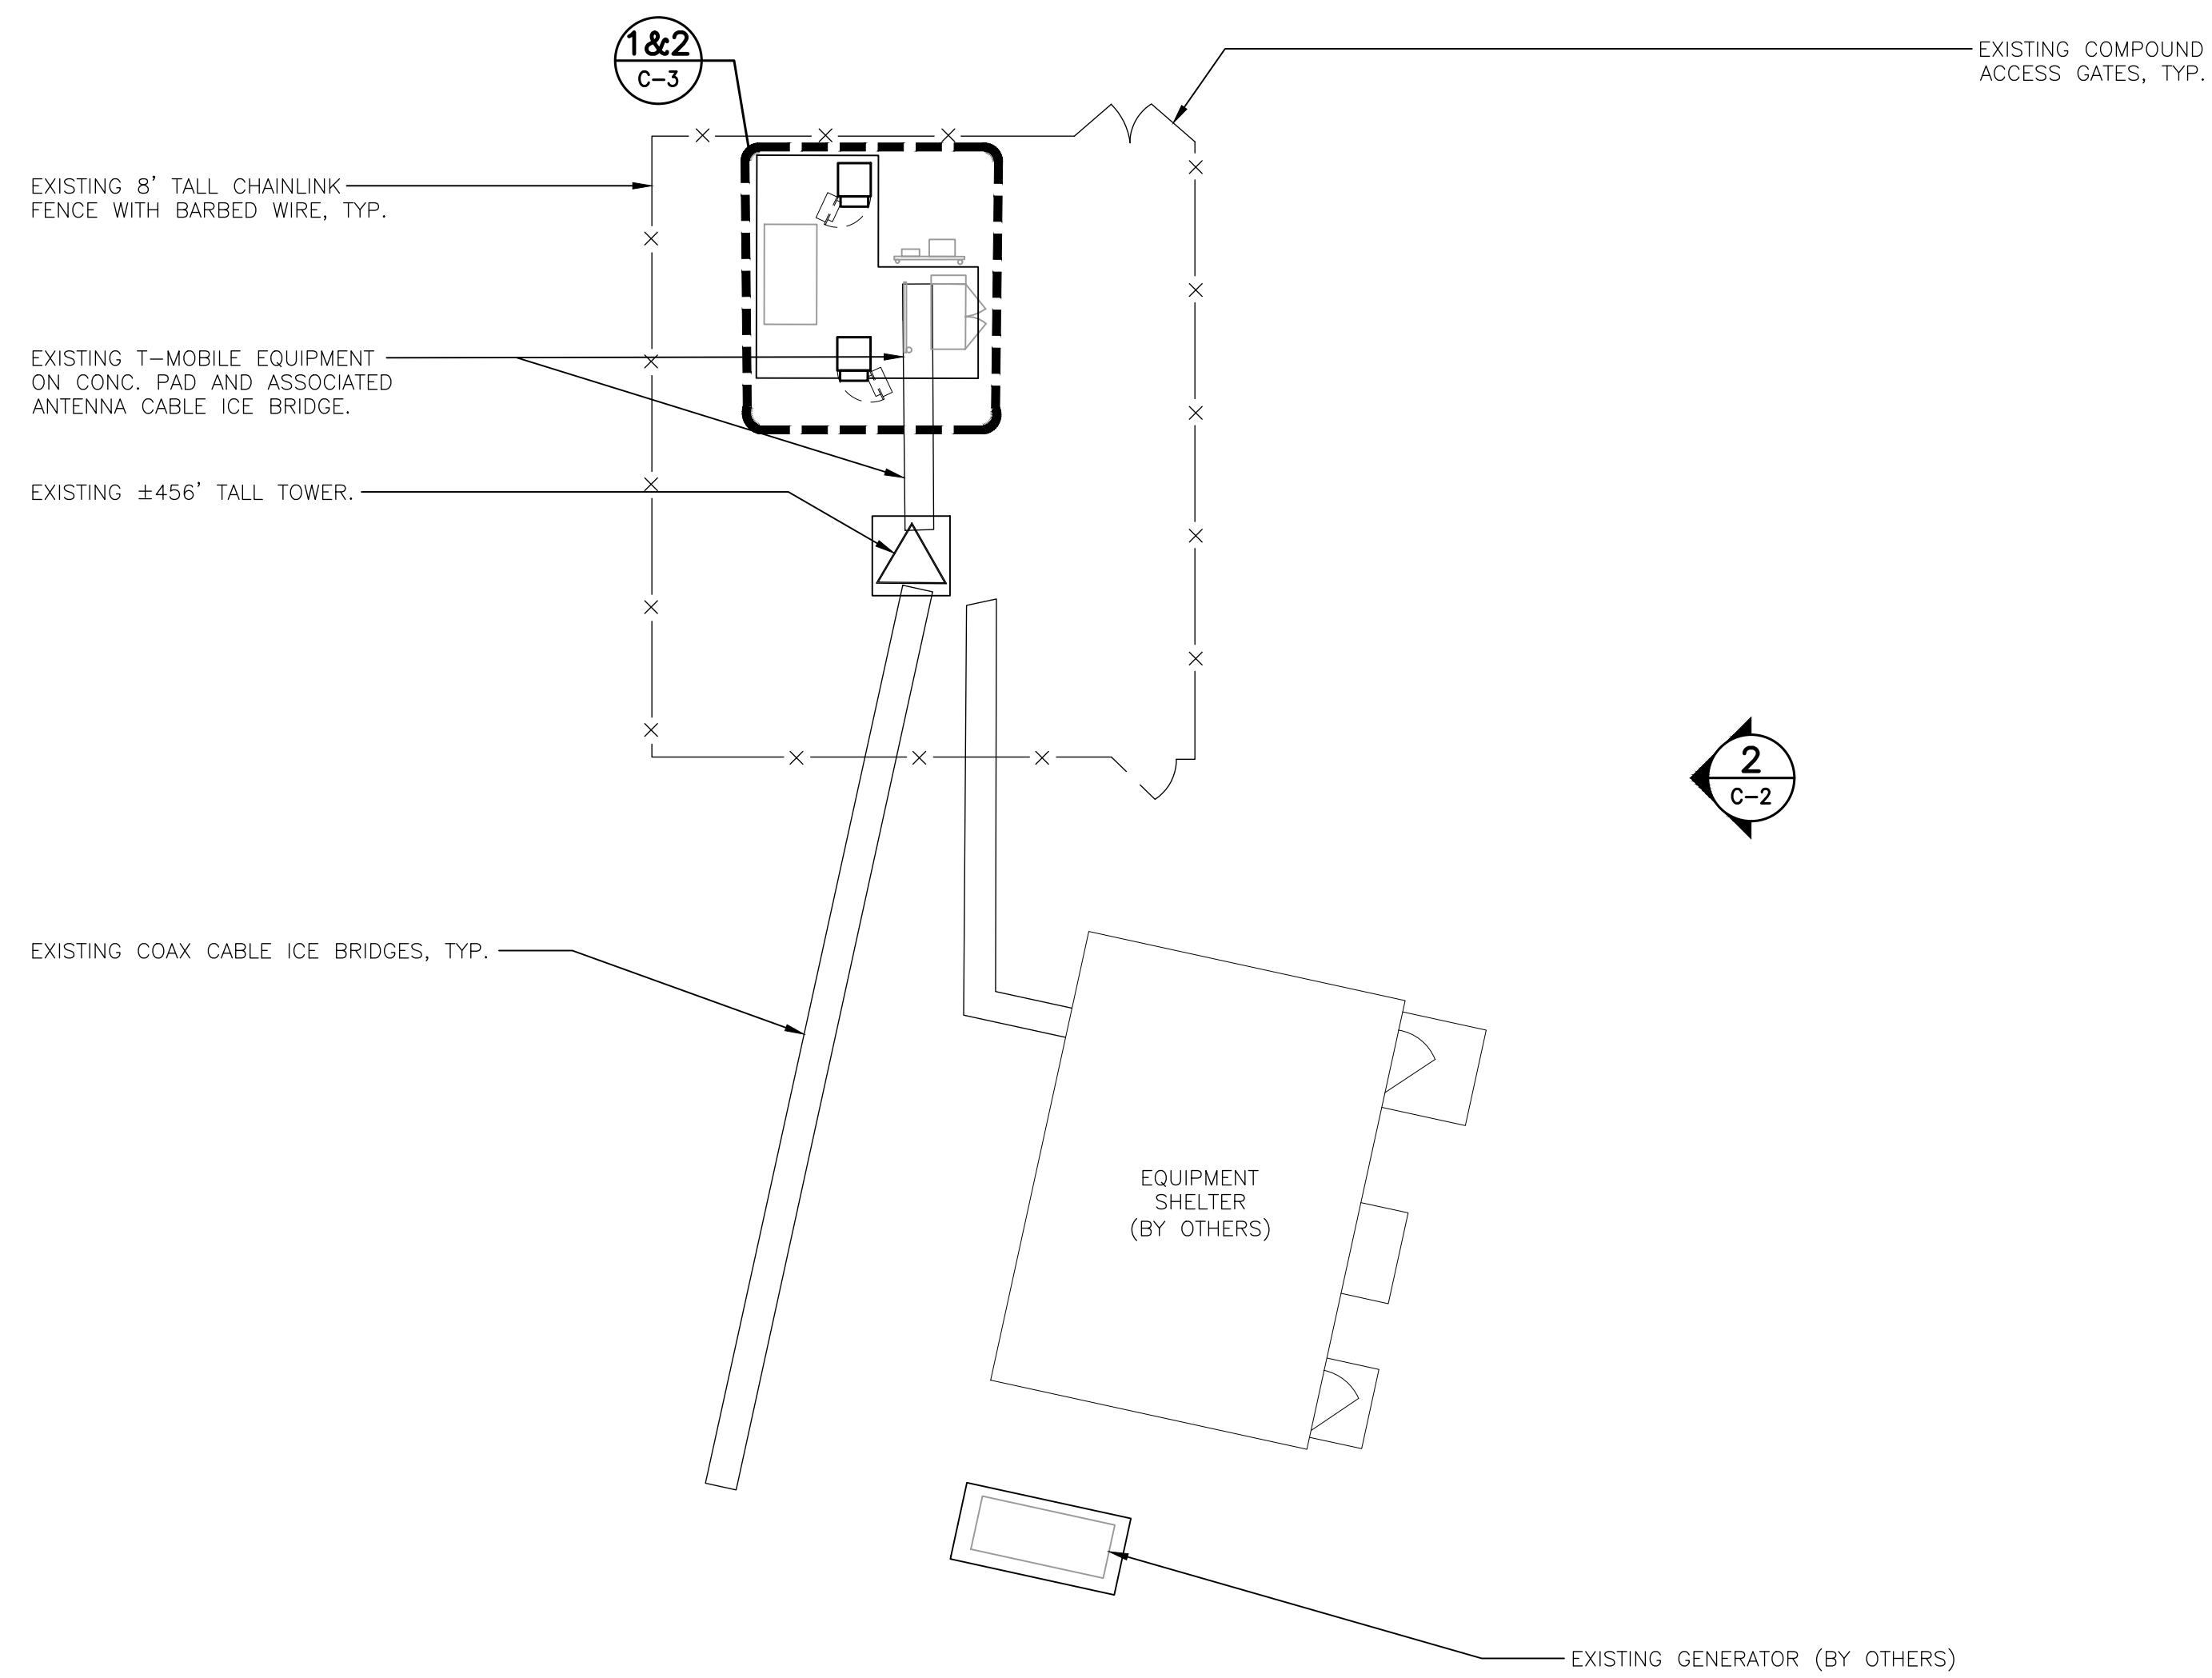 1&2
C-3
EXISTING COMPOUND
ACCESS GATES, TYP.
EXISTING 8' TALL CHAINLINK
FENCE WITH BARBED WIRE, TYP.
EXISTING T-MOBILE EQUIPMENT
ON CONC. PAD AND ASSOCIATED
ANTENNA CABLE ICE BRIDGE.
EXISTING ±456' TALL TOWER.
2
C-2
EXISTING COAX CABLE ICE BRIDGES, TYP.
EQUIPMENT
SHELTER
(BY OTHERS)
EXISTING GENERATOR (BY OTHERS)